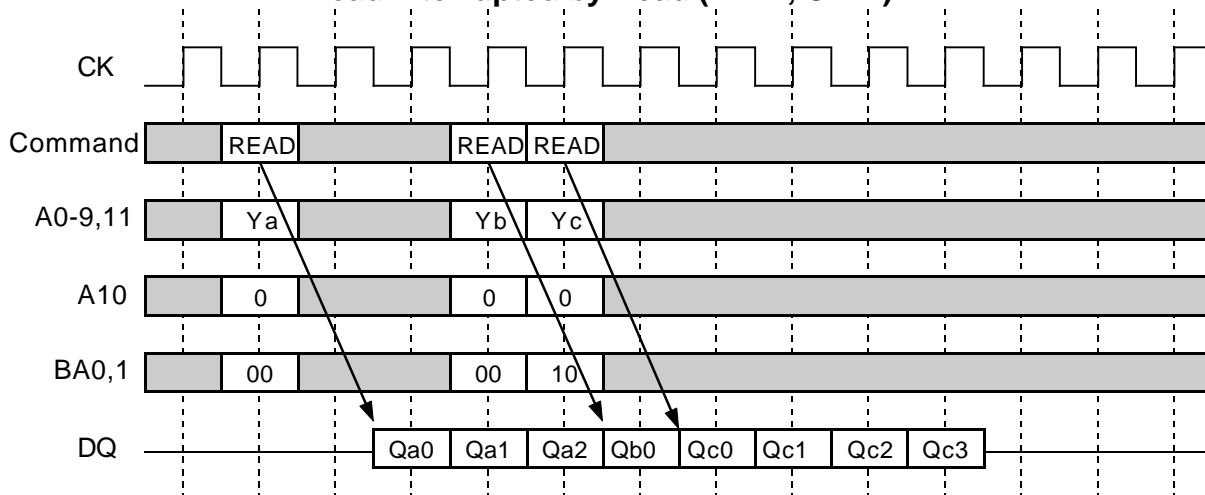 CK
Command READ READ READ
A0-9,11 Ya Yb Yc
A10 0 0 0
BA0,1 00 00 10
DQ Qa0 Qa1 Qa2 Qb0 Qc0 Qc1 Qc2 Qc3